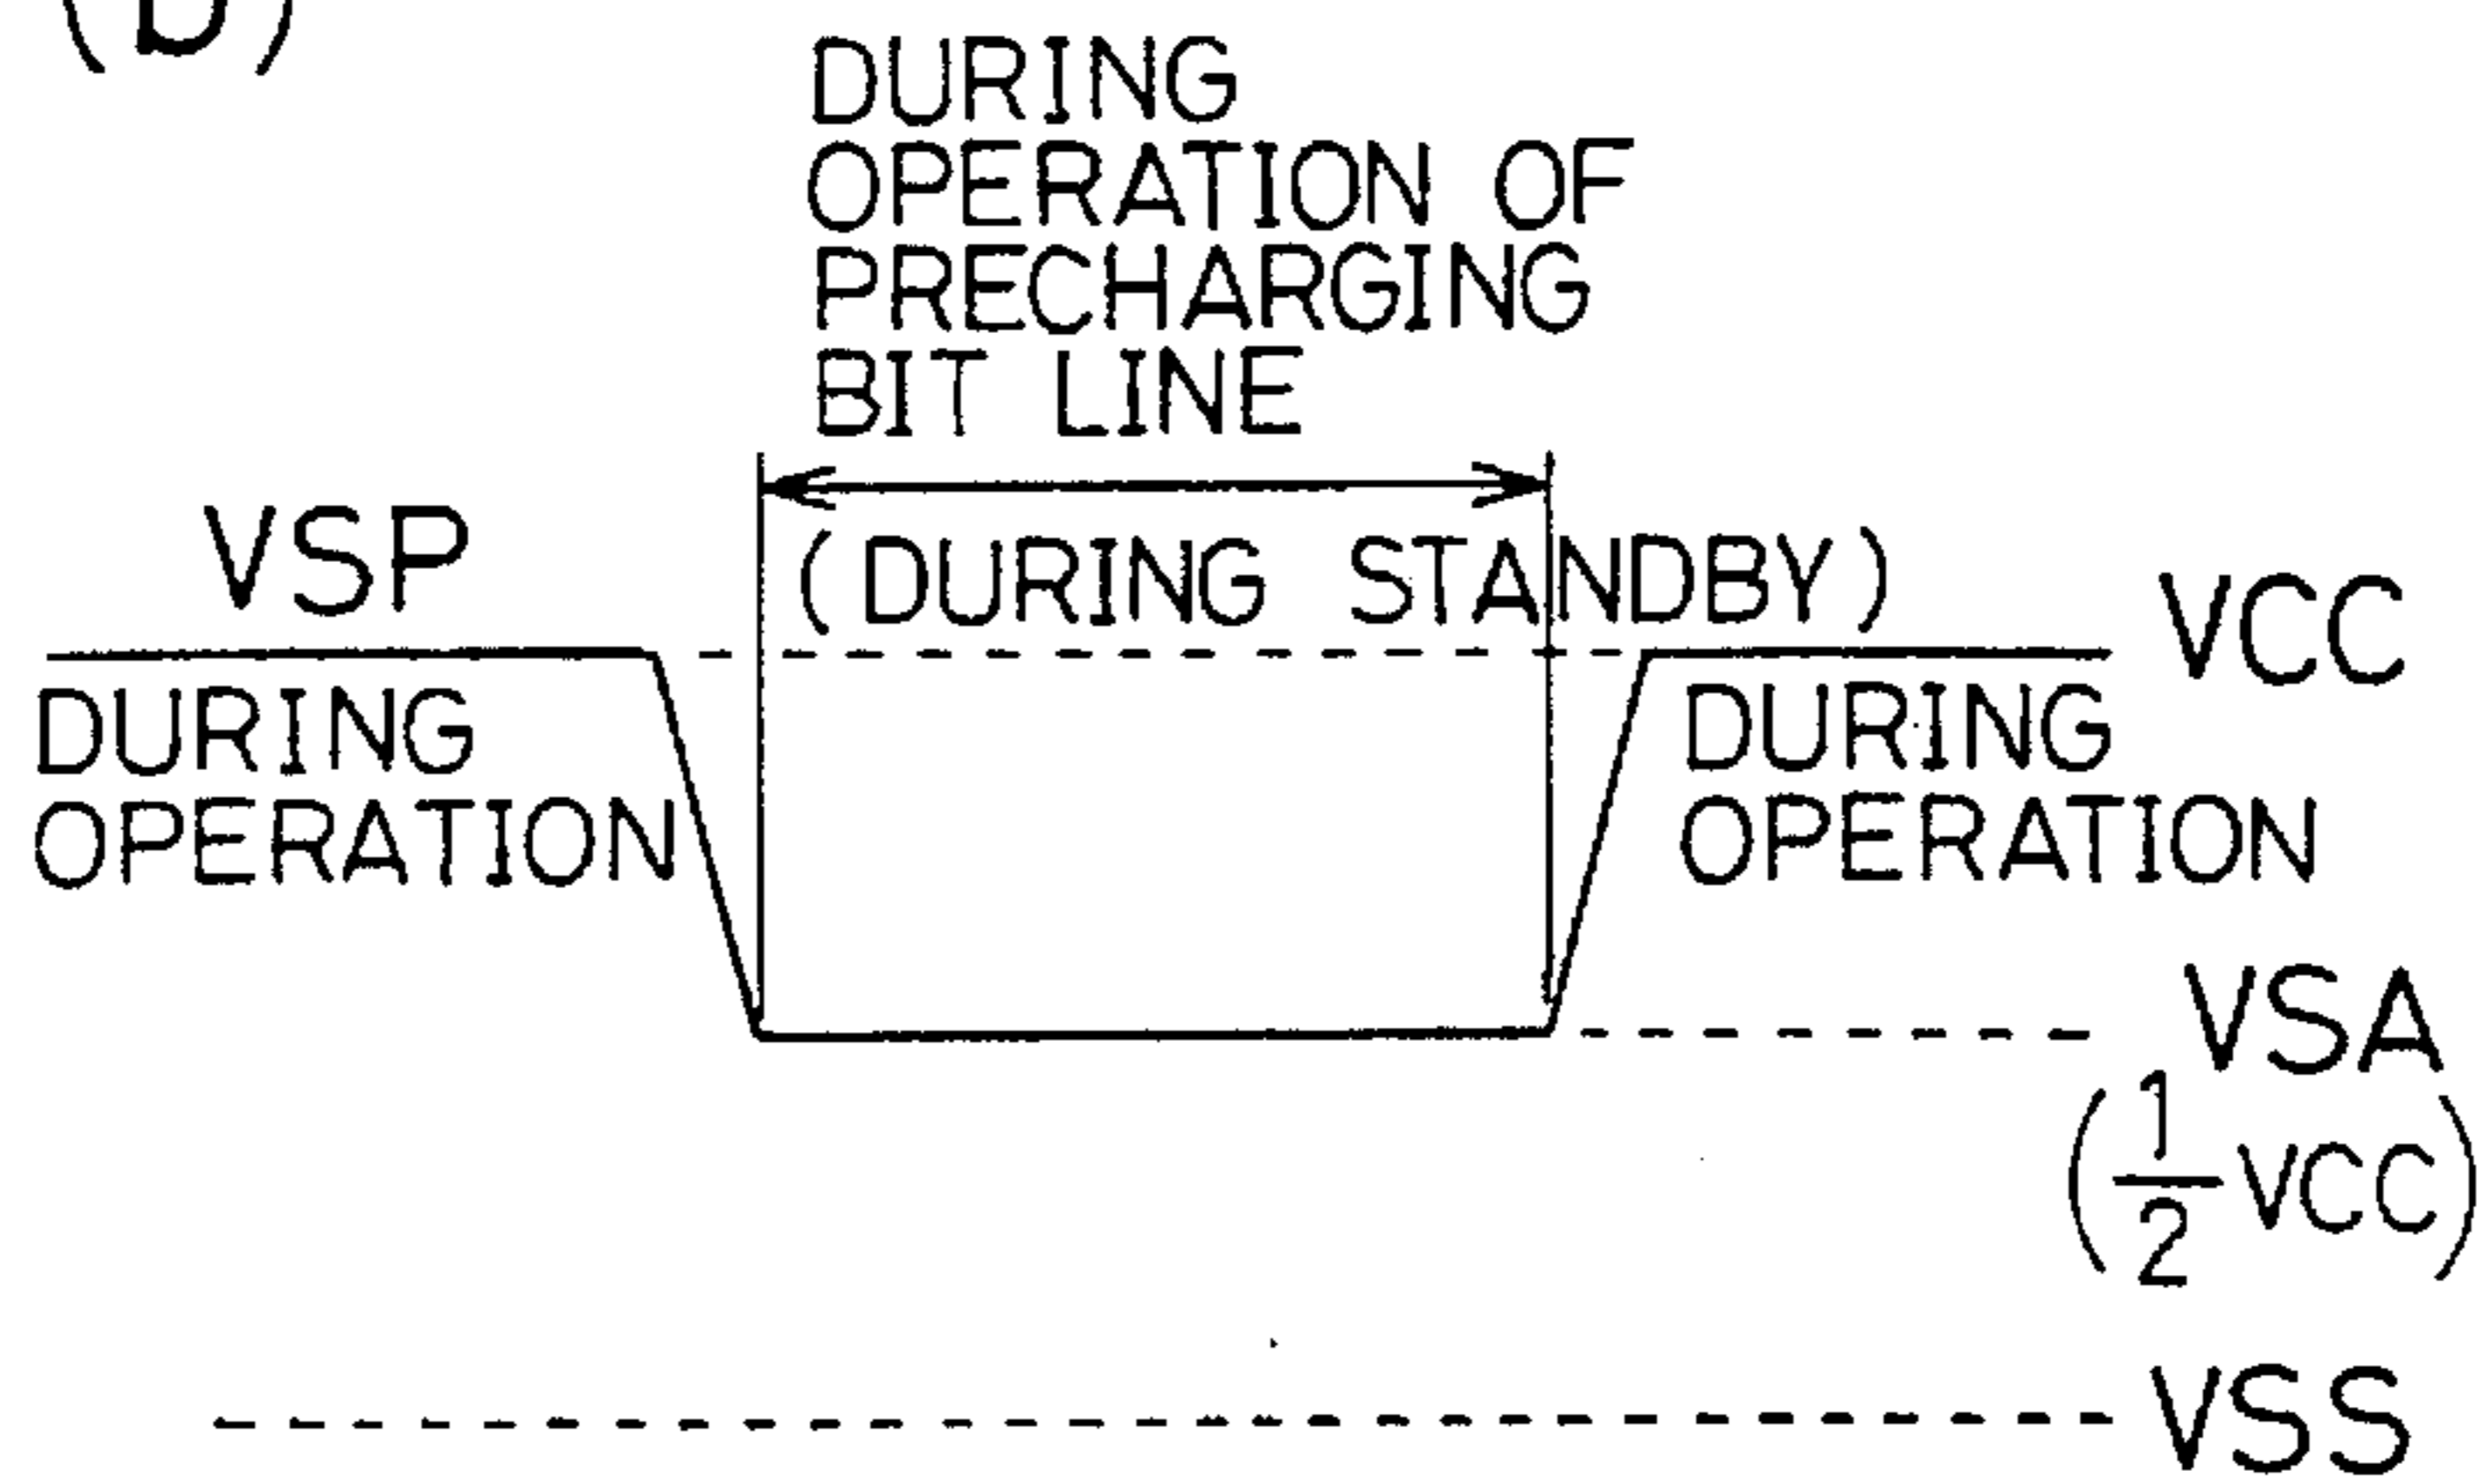 DURING
OPERATION OF
PRECHARGING
BIT LINE
VSP
(DURING STANDBY)
VCC
DURING
OPERATION
DURING
OPERATION
VSA
(1/2 VCC)
VSS